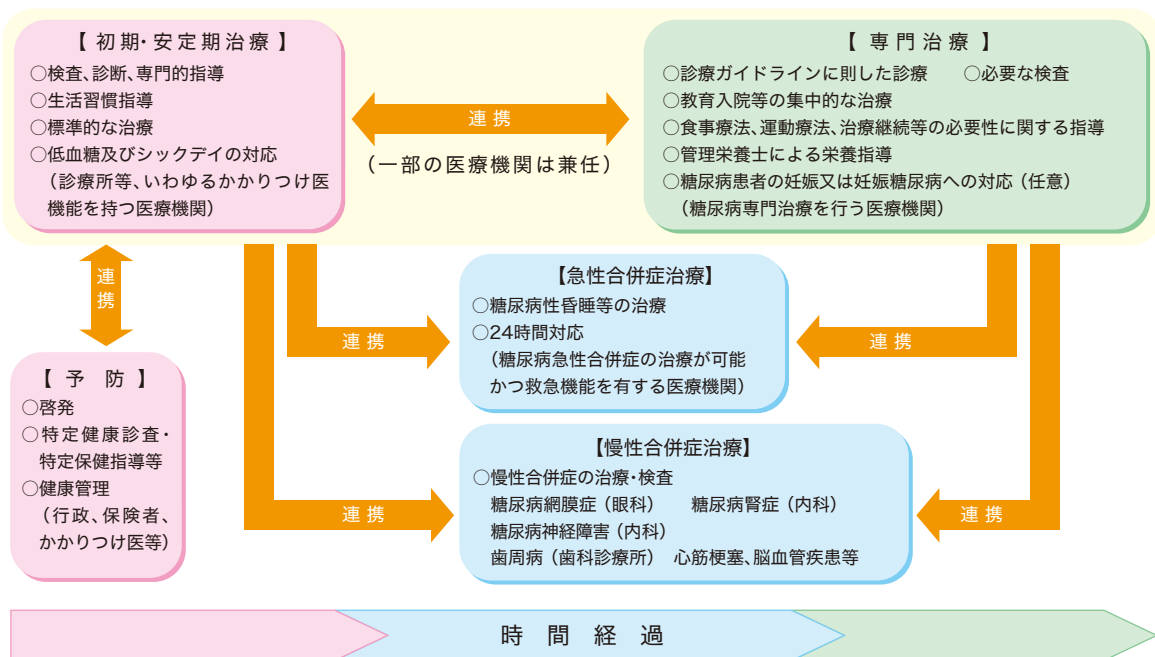 【 初期・安定期治療 】
○検査、診断、専門的指導
○生活習慣指導
○標準的な治療
○低血糖及びシックデイの対応
（診療所等、いわゆるかかりつけ医
機能を持つ医療機関）
連携
（一部の医療機関は兼任）
【 専門治療 】
○診療ガイドラインに則した診療　○必要な検査
○教育入院等の集中的な治療
○食事療法、運動療法、治療継続等の必要性に関する指導
○管理栄養士による栄養指導
○糖尿病患者の妊娠又は妊娠糖尿病への対応（任意）
（糖尿病専門治療を行う医療機関）
連
携
【 予 防 】
○啓発
○特定健康診査・
特定保健指導等
○健康管理
（行政、保険者、
かかりつけ医等）
連携
【急性合併症治療】
○糖尿病性昏睡等の治療
○24時間対応
（糖尿病急性合併症の治療が可能
かつ救急機能を有する医療機関）
連携
連携
【慢性合併症治療】
○慢性合併症の治療・検査
糖尿病網膜症（眼科）　糖尿病腎症（内科）
糖尿病神経障害（内科）
歯周病（歯科診療所）　心筋梗塞、脳血管疾患等
連携
時間経過